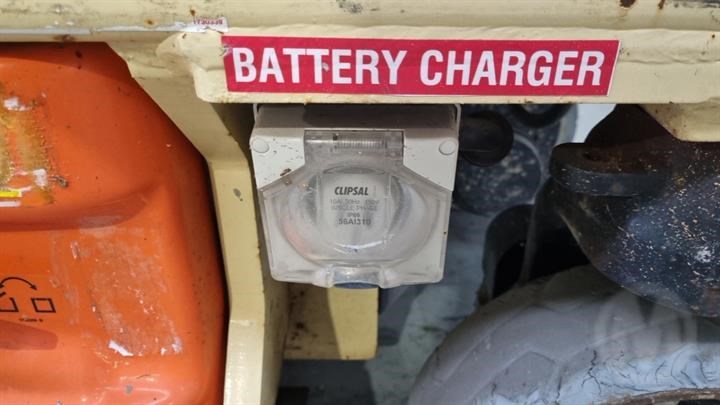 BATTERY CHARGER
CLIPSAL
10A 50Hz 250V
SINGLE PHASE
IP66
56AI310